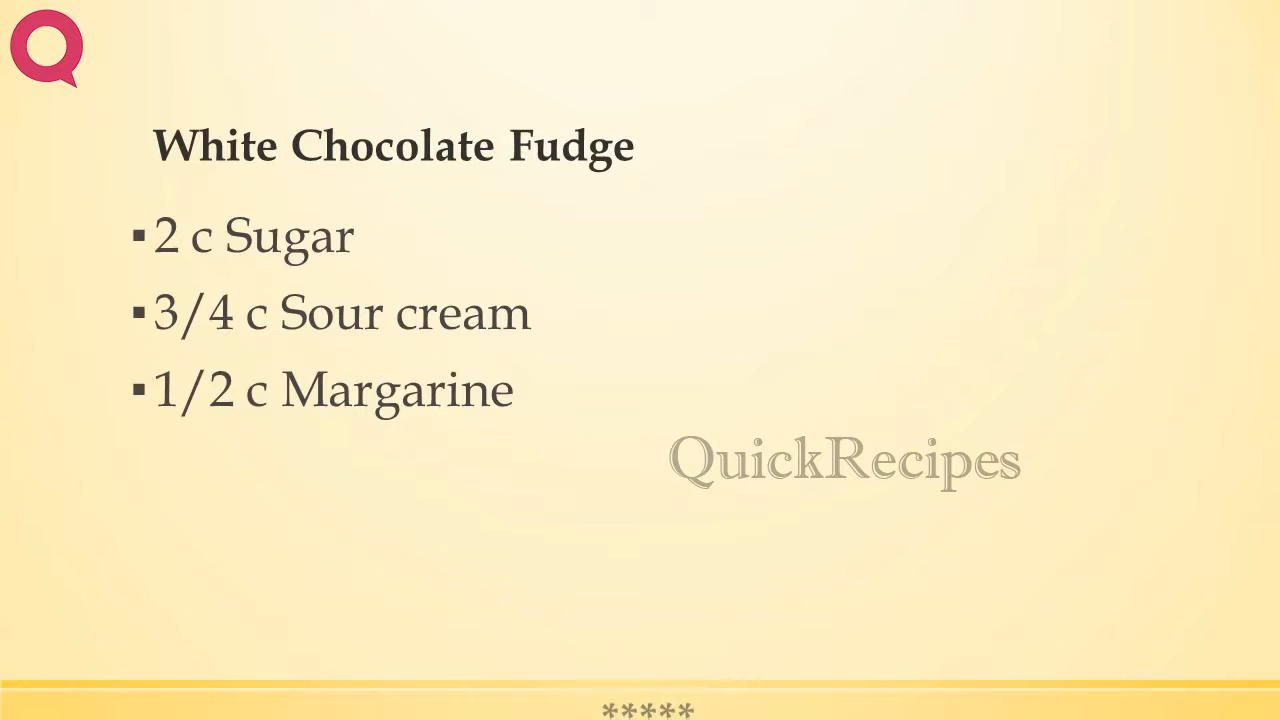 White Chocolate Fudge
▪2 c Sugar
▪3/4 c Sour cream
▪1/2 c Margarine
QuickRecipes
*****